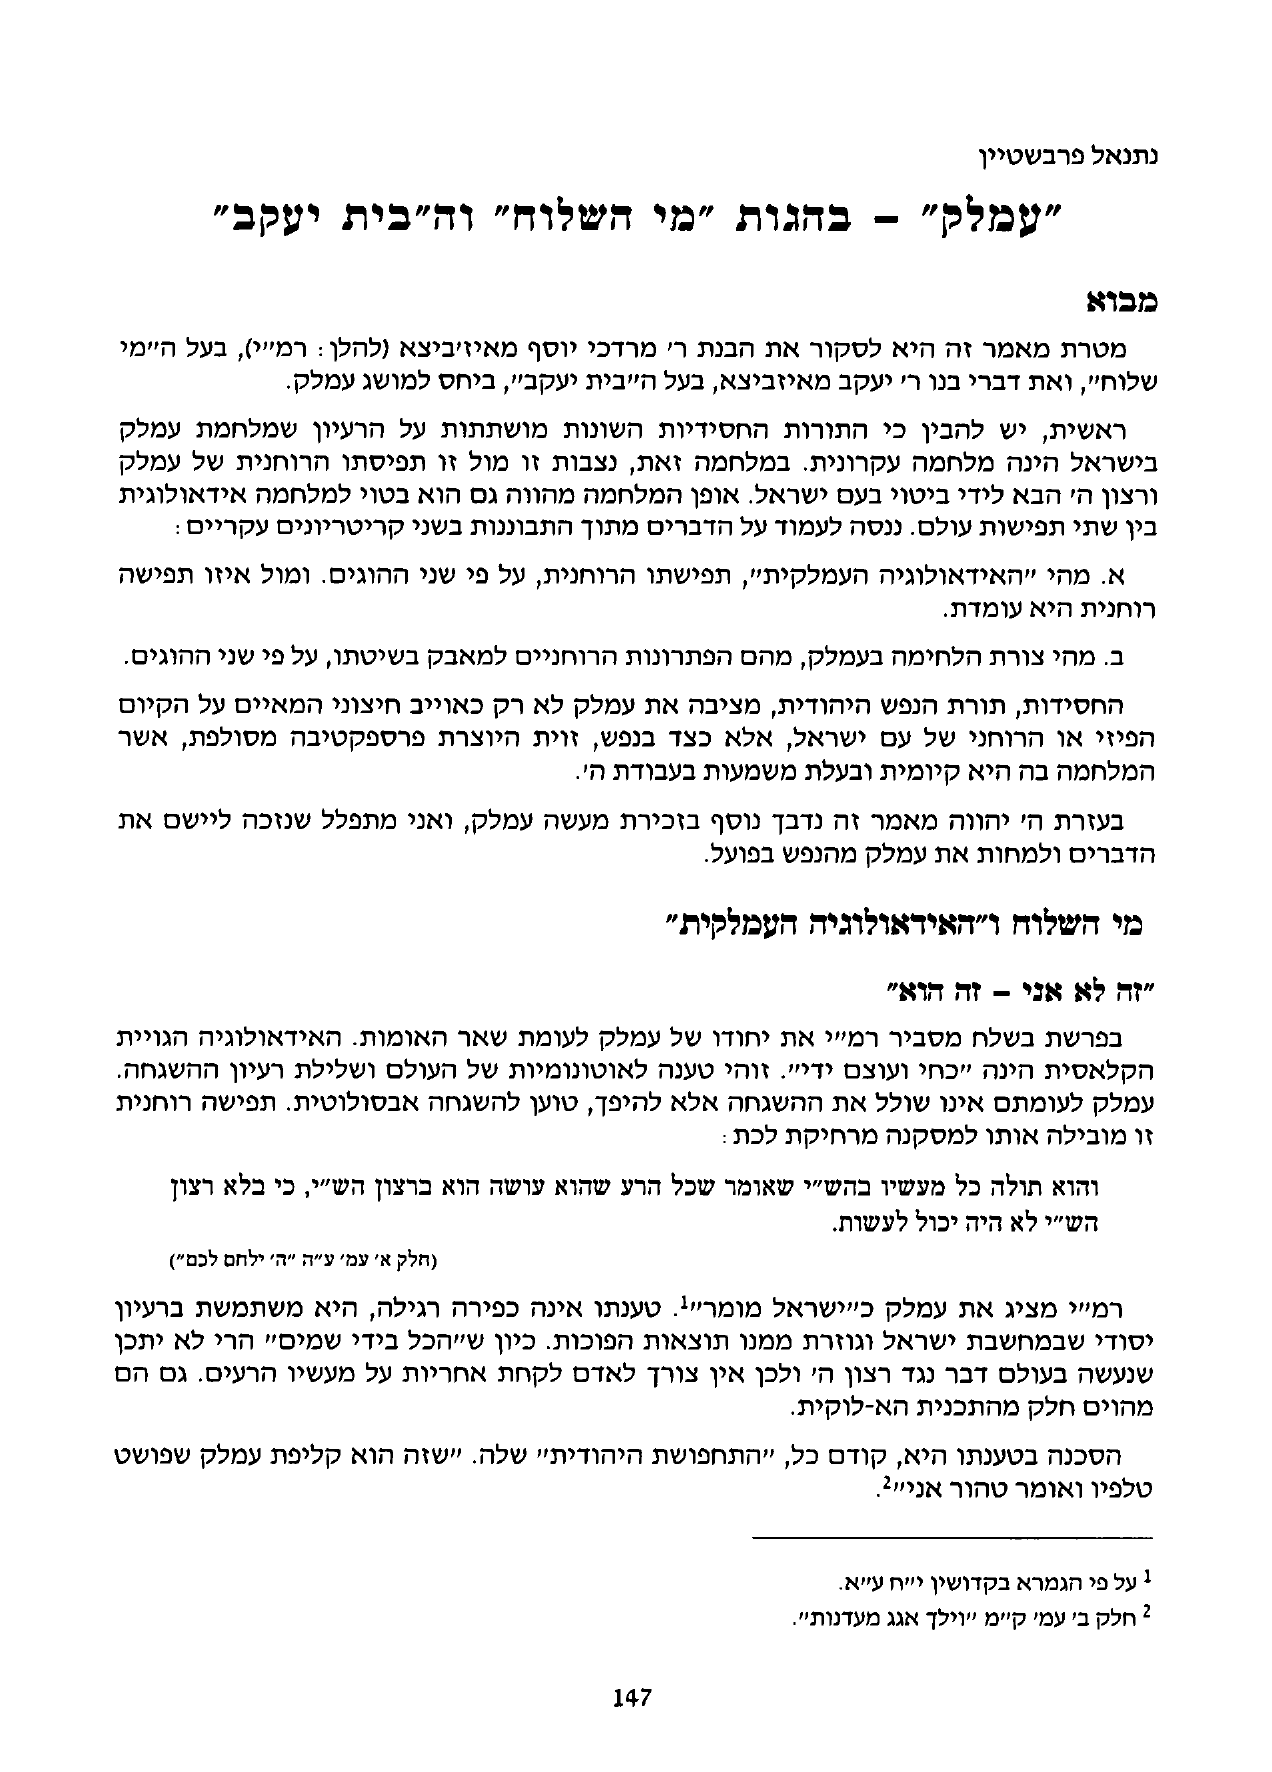 נתנאל פרבשטיין
"עמלק" – בהגות "מי השלוח" וה"בית יעקב"
מבוא
מטרת מאמר זה היא לסקור את הבנת ר' מרדכי יוסף מאיזביצא (להלן: רמ"י), בעל ה"מי
שלוח", ואת דברי בנו ר' יעקב מאיזביצא, בעל ה"בית יעקב", ביחס למושג עמלק.
ראשית, יש להבין כי התורות החסידיות השונות מושתתות על הרעיון שמלחמת עמלק
בישראל הינה מלחמה עקרונית. במלחמה זאת, נצבות זו מול זו תפיסתו הרוחנית של עמלק
ורצון ה' הבא לידי ביטוי בעם ישראל. אופן המלחמה מהווה גם הוא בטוי למלחמה אידאולוגית
בין שתי תפישות עולם. ננסה לעמוד על הדברים מתוך התבוננות בשני קריטריונים עקריים:
א. מהי "האידאולוגיה העמלקית", תפישתו הרוחנית, על פי שני ההוגים. ומול איזו תפישה
רוחנית היא עומדת.
ב. מהי צורת הלחימה בעמלק, מהם הפתרונות הרוחניים למאבק בשיטתו, על פי שני ההוגים.
החסידות, תורת הנפש היהודית, מציבה את עמלק לא רק כאוייב חיצוני המאיים על הקיום
הפיזי או הרוחני של עם ישראל, אלא כצד בנפש, זוית היוצרת פרספקטיבה מסולפת, אשר
המלחמה בה היא קיומית ובעלת משמעות בעבודת ה'.
בעזרת ה' יהווה מאמר זה נדבך נוסף בזכירת מעשה עמלק, ואני מתפלל שנזכה ליישם את
הדברים ולמחות את עמלק מהנפש בפועל.
מי השלוח ו"האידאולוגיה העמלקית"
"זה לא אני – זה הוא"
בפרשת בשלח מסביר רמ"י את יחודו של עמלק לעומת שאר האומות. האידאולוגיה הגויית
הקלאסית הינה "כחי ועוצם ידי". זוהי טענה לאוטונומיות של העולם ושלילת רעיון ההשגחה.
עמלק לעומתם אינו שולל את ההשגחה אלא להיפך, טוען להשגחה אבסולוטית. תפישה רוחנית
זו מובילה אותו למסקנה מרחיקת לכת:
והוא תולה כל מעשיו בהש"י שאומר שכל הרע שהוא עושה הוא ברצון הש"י, כי בלא רצון
הש"י לא היה יכול לעשות.
(חלק א' עמ' ע"ה "ה' ילחם לכם")
רמ"י מציג את עמלק כ"ישראל מומר"1. טענתו אינה כפירה רגילה, היא משתמשת ברעיון
יסודי שבמחשבת ישראל וגוזרת ממנו תוצאות הפוכות. כיון ש"הכל בידי שמים" הרי לא יתכן
שנעשה בעולם דבר נגד רצון ה' ולכן אין צורך לאדם לקחת אחריות על מעשיו הרעים. גם הם
מהוים חלק מהתכנית הא-לוקית.
הסכנה בטענתו היא, קודם כל, "התחפושת היהודית" שלה. "שזה הוא קליפת עמלק שפושט
טלפיו ואומר טהור אני"2.
1 על פי הגמרא בקדושין י"ח ע"א.
2 חלק ב' עמ' ק"מ "וילך אגג מעדנות".
147